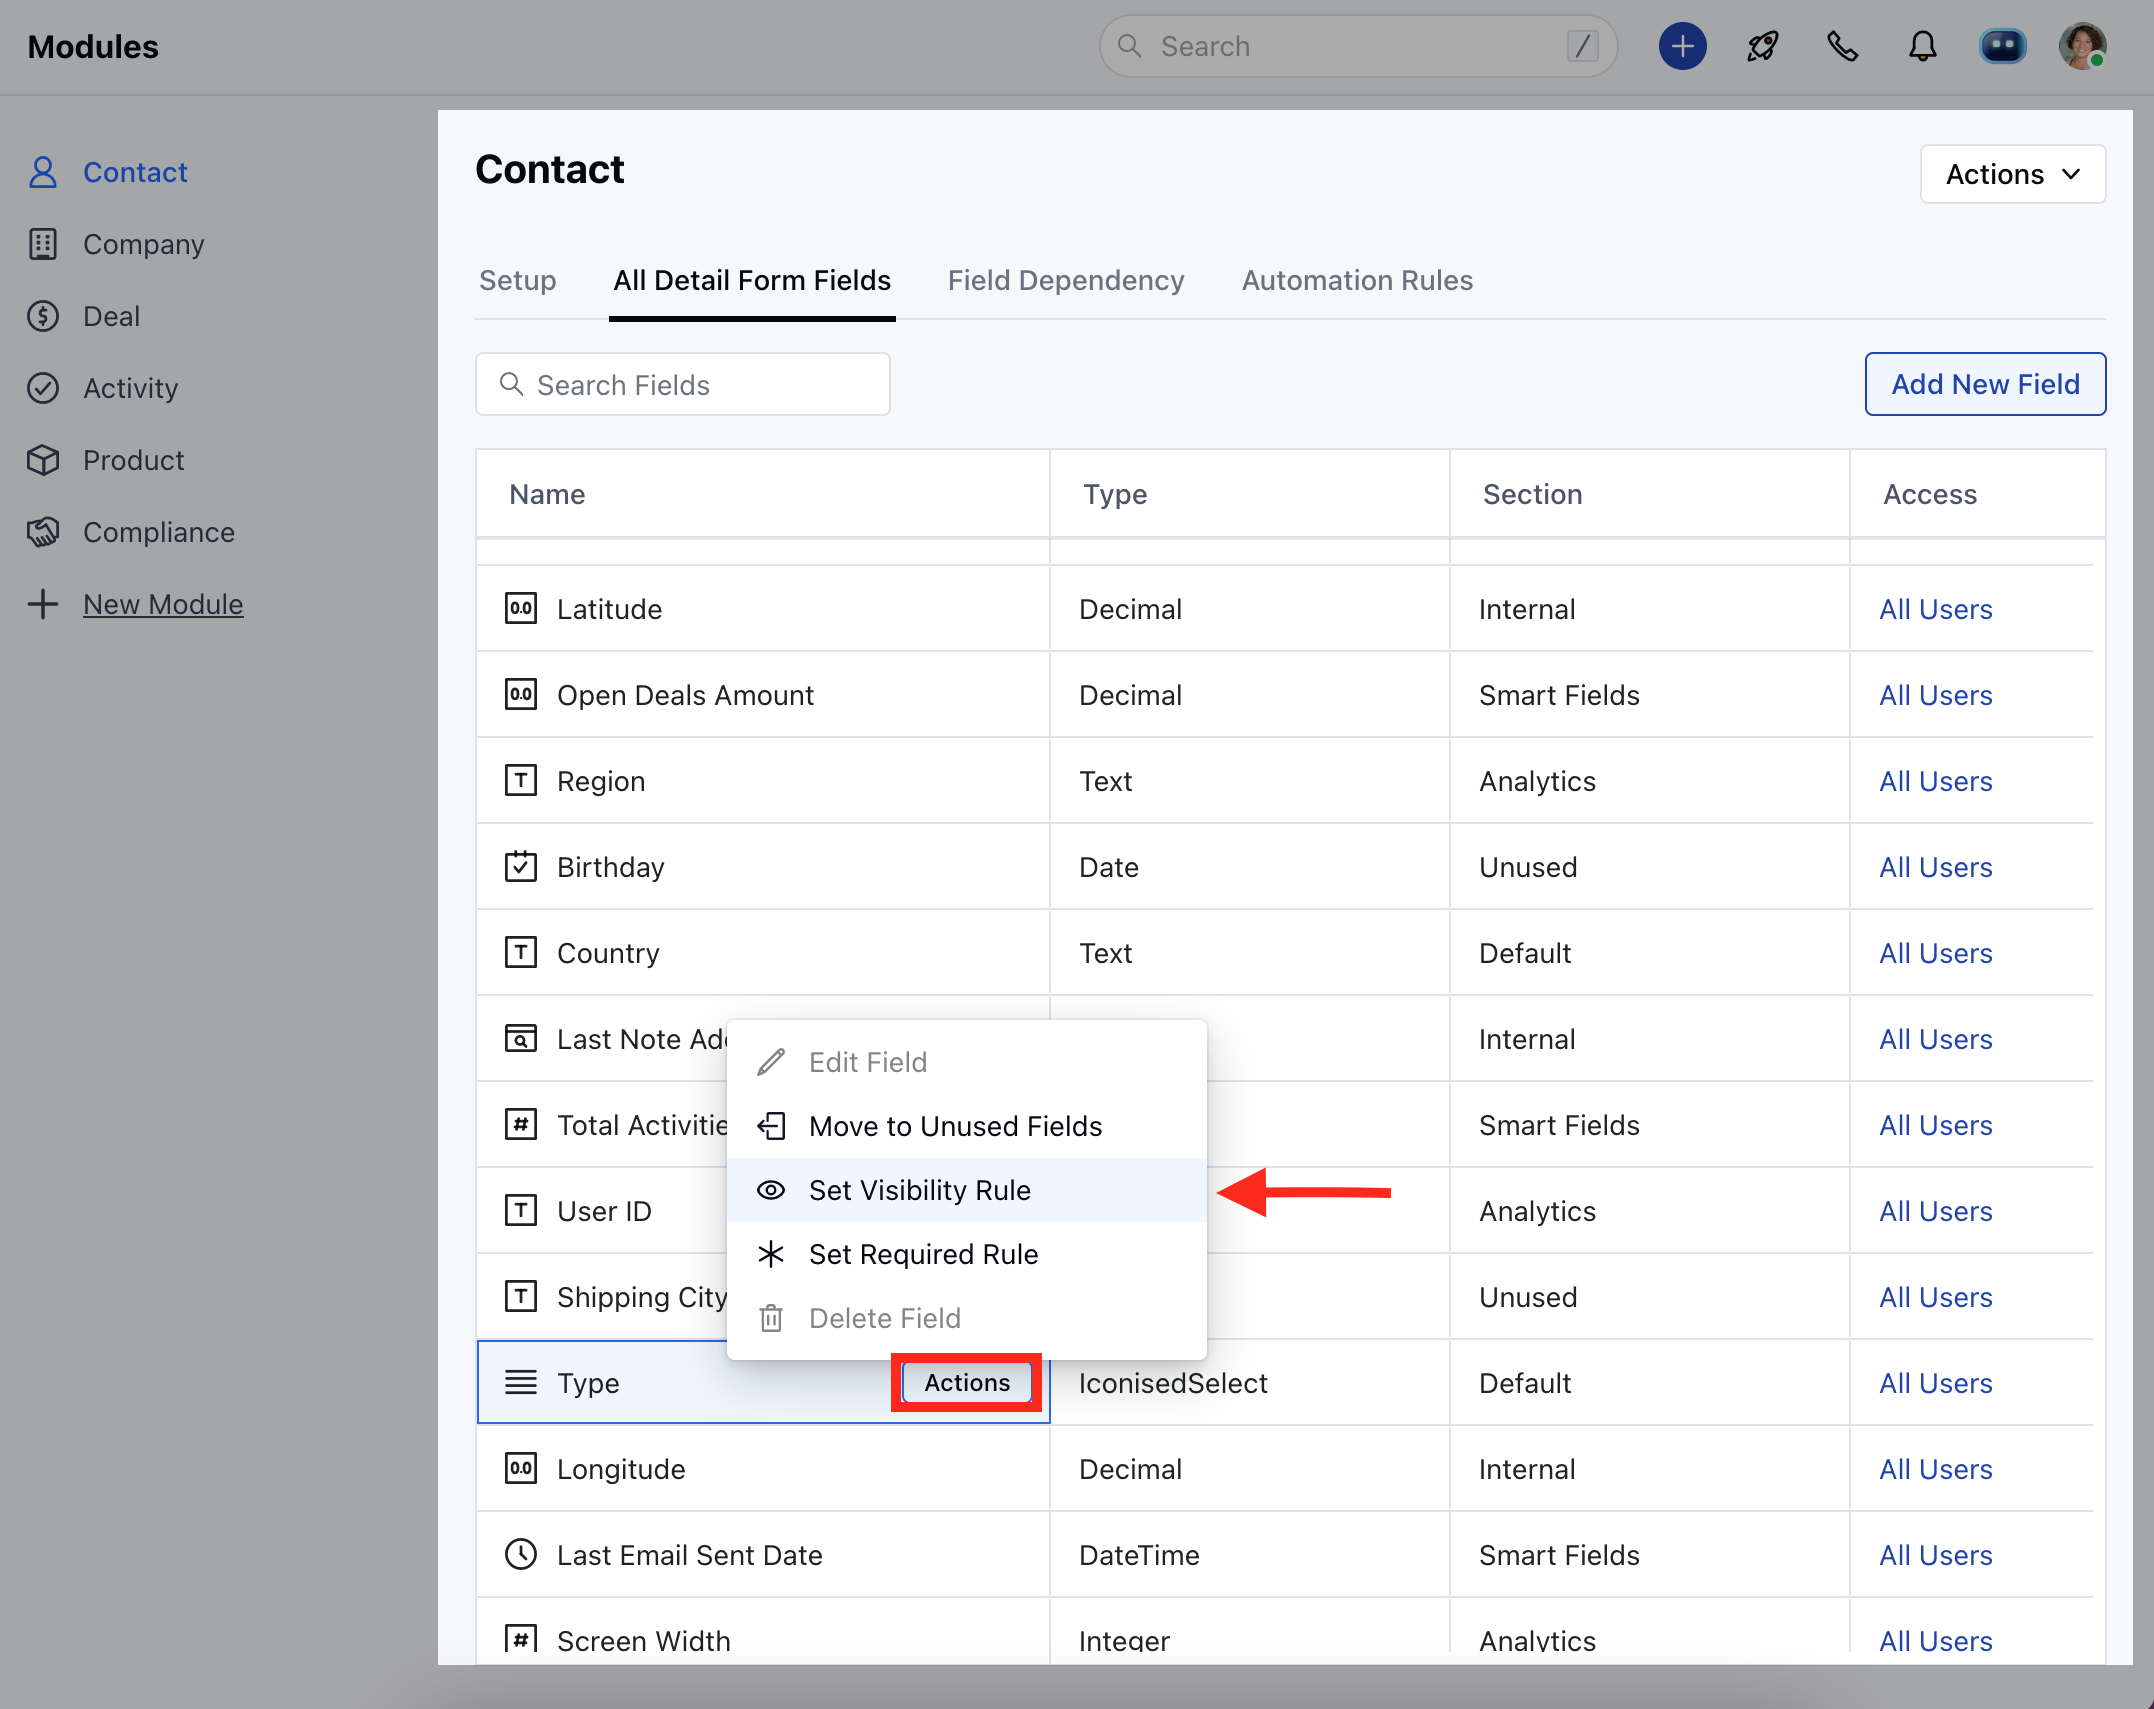 Modules
Search /
Contact
Company
Deal
Activity
Product
Compliance
New Module
Contact
Actions
Setup All Detail Form Fields Field Dependency Automation Rules
Search Fields
Add New Field
Name Type Section Access
0.0 Latitude Decimal Internal All Users
0.0 Open Deals Amount Decimal Smart Fields All Users
T Region Text Analytics All Users
Birthday Date Unused All Users
T Country Text Default All Users
Last Note Internal All Users
# Total Smart Fields All Users
T User ID Analytics All Users
T Shipping City Unused All Users
Edit Field
Move to Unused Fields
Set Visibility Rule
Set Required Rule
Delete Field
Type Actions IconisedSelect Default All Users
0.0 Longitude Decimal Internal All Users
Last Email Sent Date DateTime Smart Fields All Users
# Screen Width Integer Analytics All Users